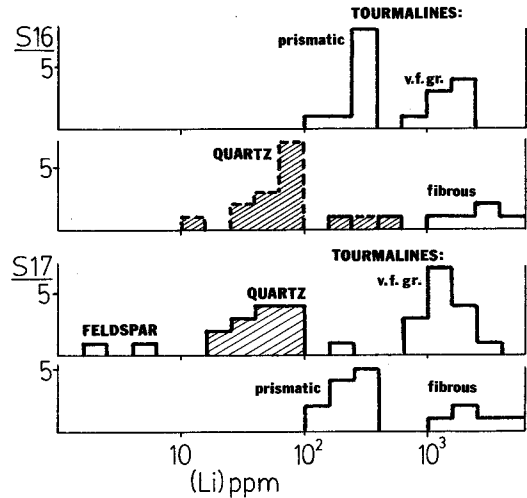 TOURMALINES:
S16
prismatic
5
v.f. gr.
QUARTZ
5
fibrous
TOURMALINES:
S17
v.f. gr.
5
QUARTZ
FELDSPAR
5
prismatic
fibrous
10 10² 10³
(Li) ppm